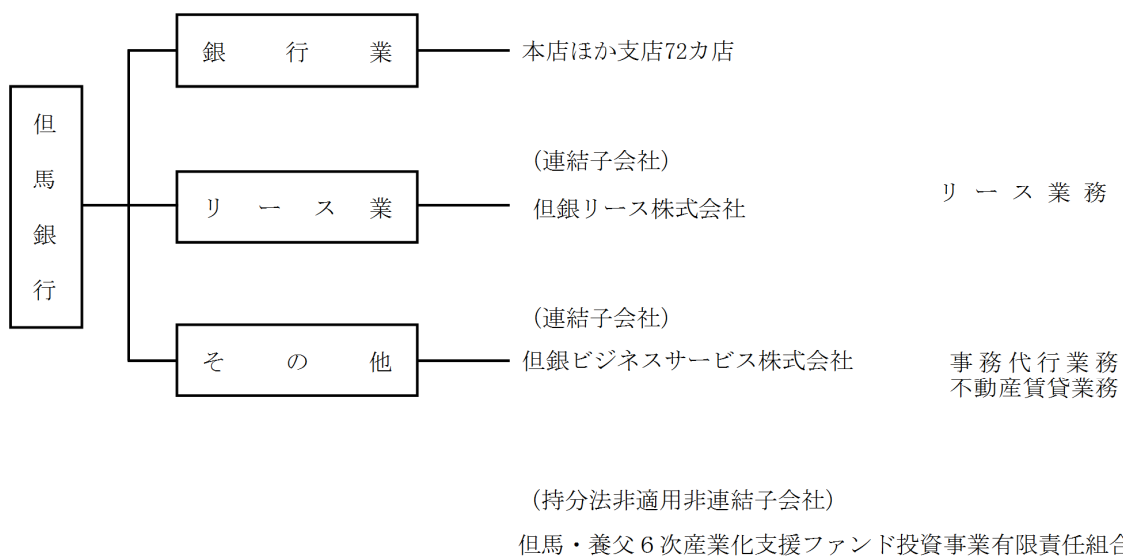 但馬銀行
銀行業
本店ほか支店72カ店
(連結子会社)
リース業
但銀リース株式会社
リース業務
(連結子会社)
その他
但銀ビジネスサービス株式会社
事務代行業務
不動産賃貸業務
(持分法非適用非連結子会社)
但馬・養父６次産業化支援ファンド投資事業有限責任組合